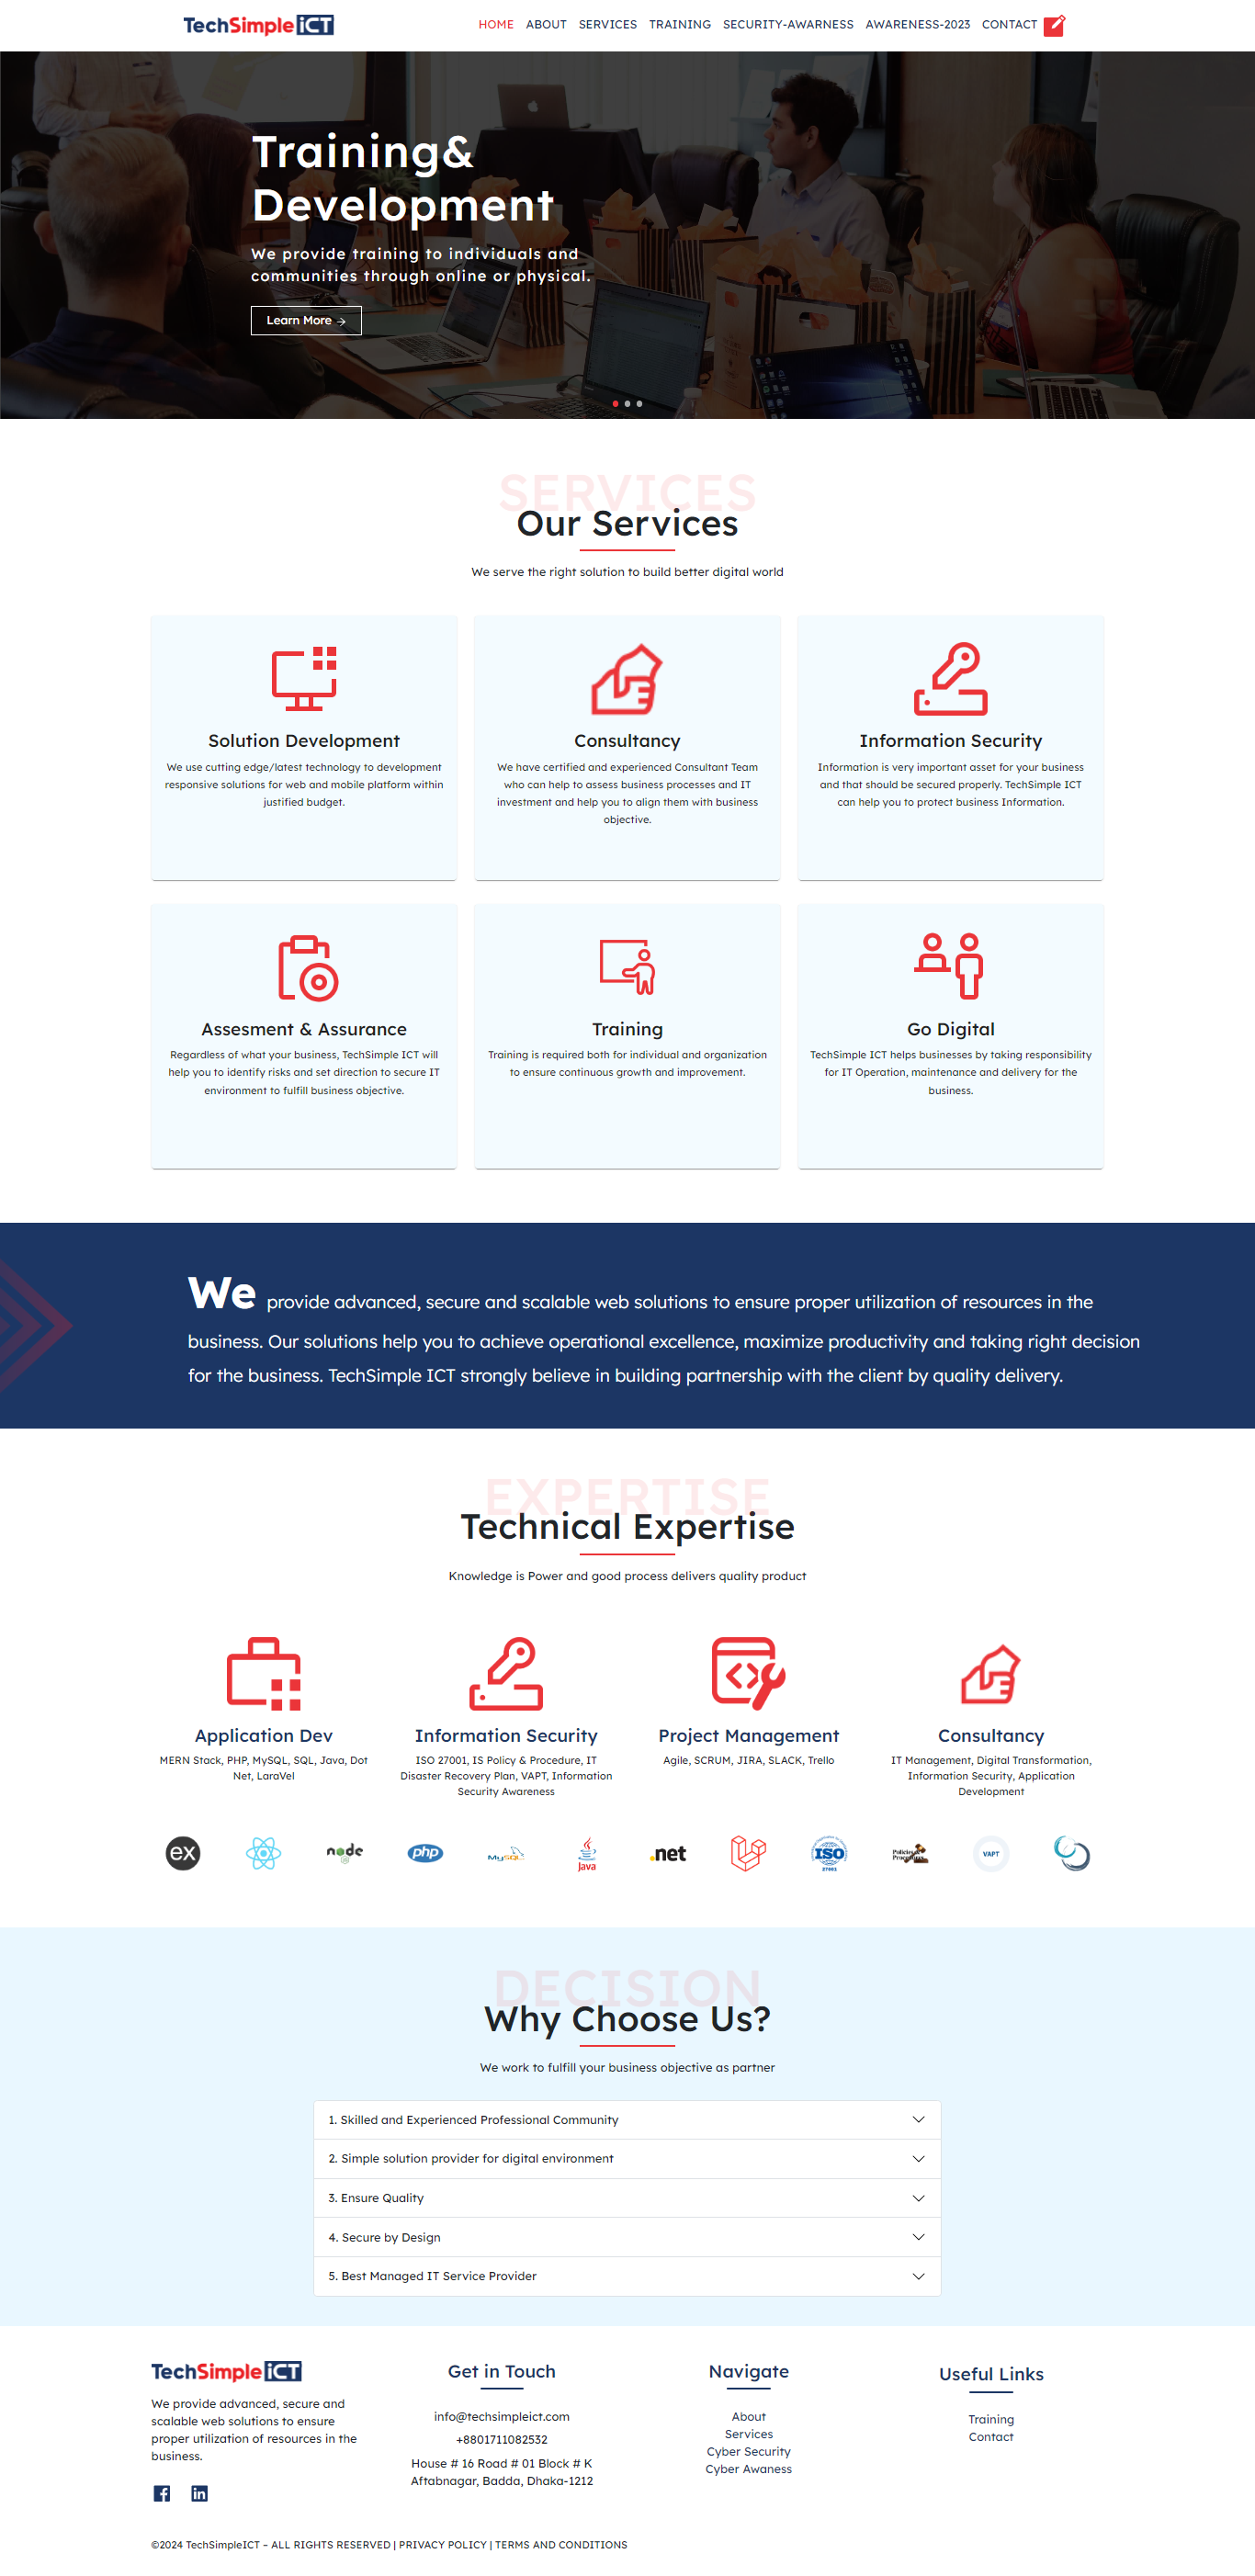 TechSimple iCT
HOME ABOUT SERVICES TRAINING SECURITY-AWARNESS AWARENESS-2023 CONTACT
Training&
Development
We provide training to individuals and
communities through online or physical.
Learn More →
SERVICES
Our Services
We serve the right solution to build better digital world
Solution Development
We use cutting edge/latest technology to development
responsive solutions for web and mobile platform within
justified budget.
Consultancy
We have certified and experienced Consultant Team
who can help to assess business processes and IT
investment and help you to align them with business
objective.
Information Security
Information is very important asset for your business
and that should be secured properly. TechSimple ICT
can help you to protect business Information.
Assesment & Assurance
Regardless of what your business, TechSimple ICT will
help you to identify risks and set direction to secure IT
environment to fulfill business objective.
Training
Training is required both for individual and organization
to ensure continuous growth and improvement.
Go Digital
TechSimple ICT helps businesses by taking responsibility
for IT Operation, maintenance and delivery for the
business.
We provide advanced, secure and scalable web solutions to ensure proper utilization of resources in the
business. Our solutions help you to achieve operational excellence, maximize productivity and taking right decision
for the business. TechSimple ICT strongly believe in building partnership with the client by quality delivery.
EXPERTISE
Technical Expertise
Knowledge is Power and good process delivers quality product
Application Dev
MERN Stack, PHP, MySQL, SQL, Java, Dot
Net, LaraVel
Information Security
ISO 27001, IS Policy & Procedure, IT
Disaster Recovery Plan, VAPT, Information
Security Awareness
Project Management
Agile, SCRUM, JIRA, SLACK, Trello
Consultancy
IT Management, Digital Transformation,
Information Security, Application
Development
ex
node
JS
php
MySQL
Java
.net
ISO
27001
Policies &
Procedures
VAPT
DECISION
Why Choose Us?
We work to fulfill your business objective as partner
1. Skilled and Experienced Professional Community
2. Simple solution provider for digital environment
3. Ensure Quality
4. Secure by Design
5. Best Managed IT Service Provider
TechSimple iCT
We provide advanced, secure and
scalable web solutions to ensure
proper utilization of resources in the
business.
Get in Touch
info@techsimpleict.com
+8801711082532
House # 16 Road # 01 Block # K
Aftabnagar, Badda, Dhaka-1212
Navigate
About
Services
Cyber Security
Cyber Awaness
Useful Links
Training
Contact
©2024 TechSimpleICT – ALL RIGHTS RESERVED | PRIVACY POLICY | TERMS AND CONDITIONS